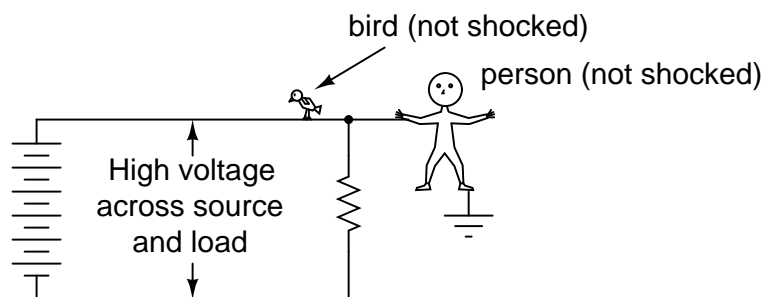 bird (not shocked)
person (not shocked)
High voltage
across source
and load